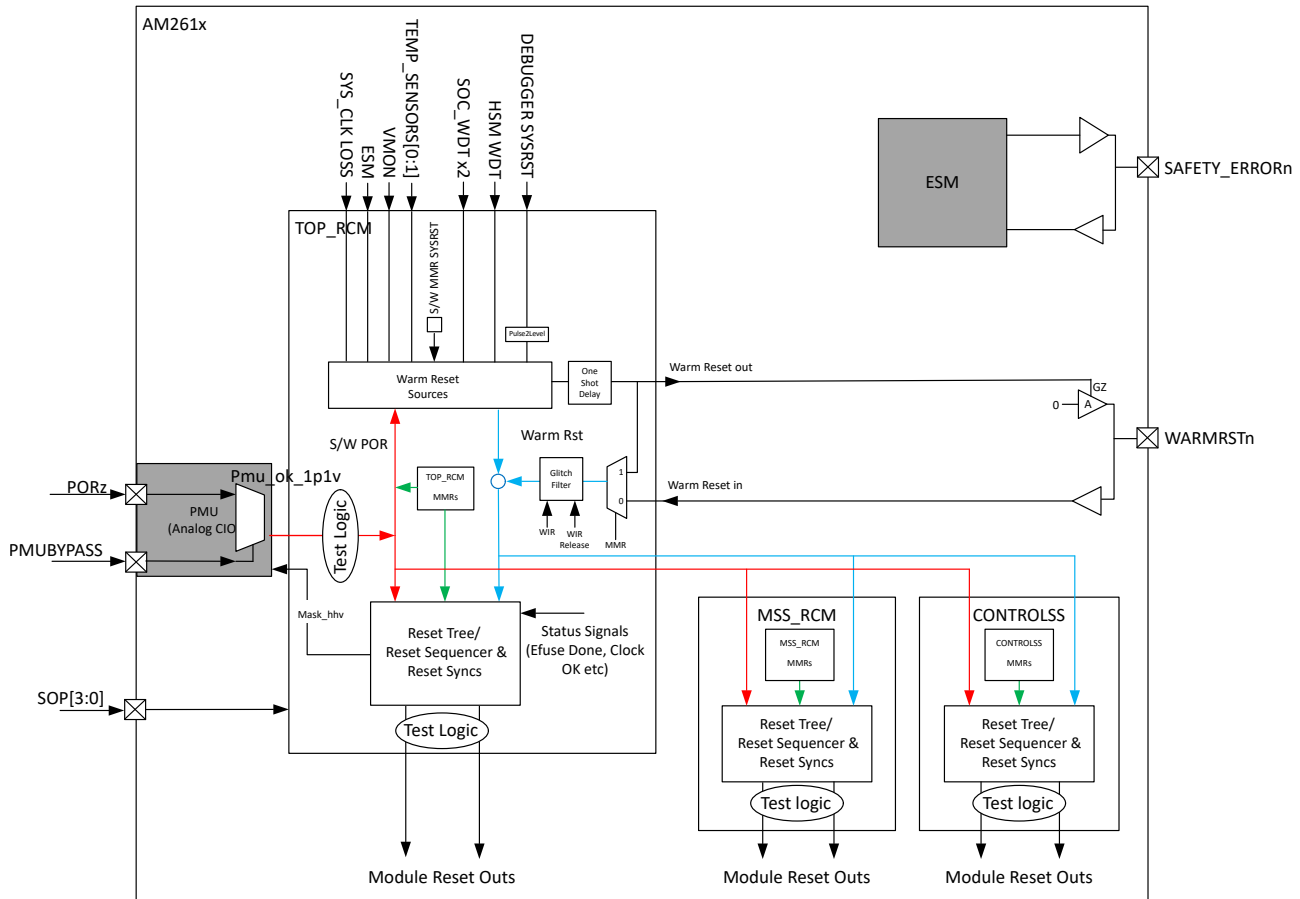 AM261x
SYS_CLK LOSS
ESM
VMON
TEMP_SENSORS[0:1]
SOC_WDT x2
HSM WDT
DEBUGGER SYSRST
TOP_RCM
S/W MMR SYSRST
Pulse2Level
Warm Reset
Sources
One
Shot
Delay
Warm Reset out
GZ
0
A
ESM
SAFETY_ERRORn
WARMRSTn
S/W POR
Warm Rst
Glitch
Filter
1
0
Warm Reset in
WIR
WIR
Release
MMR
TOP_RCM
MMRs
Pmu_ok_1p1v
PORz
PMU
(Analog CIO
PMUBYPASS
Test Logic
Mask_hhv
Reset Tree/
Reset Sequencer &
Reset Syncs
Status Signals
(Efuse Done, Clock
OK etc)
SOP[3:0]
Test Logic
Module Reset Outs
MSS_RCM
MSS_RCM
MMRs
Reset Tree/
Reset Sequencer &
Reset Syncs
Test logic
Module Reset Outs
CONTROLSS
CONTROLSS
MMRs
Reset Tree/
Reset Sequencer &
Reset Syncs
Test logic
Module Reset Outs